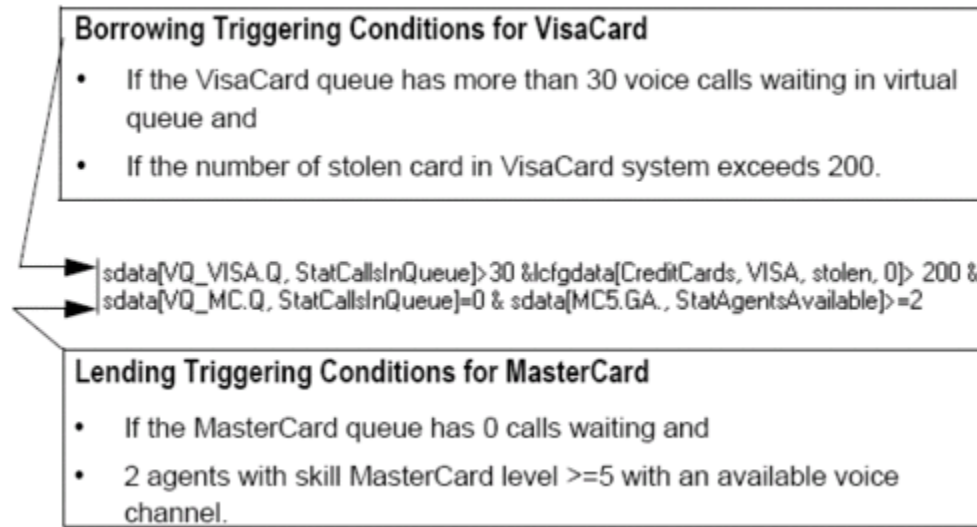 Borrowing Triggering Conditions for VisaCard
• If the VisaCard queue has more than 30 voice calls waiting in virtual
queue and
• If the number of stolen card in VisaCard system exceeds 200.
sdata[VQ_VISA.Q, StatCallsInQueue]>30 &lcfgdata[CreditCards, VISA, stolen, 0]> 200 &
sdata[VQ_MC.Q, StatCallsInQueue]=0 & sdata[MC5.GA., StatAgentsAvailable]>=2
Lending Triggering Conditions for MasterCard
• If the MasterCard queue has 0 calls waiting and
• 2 agents with skill MasterCard level >=5 with an available voice
channel.